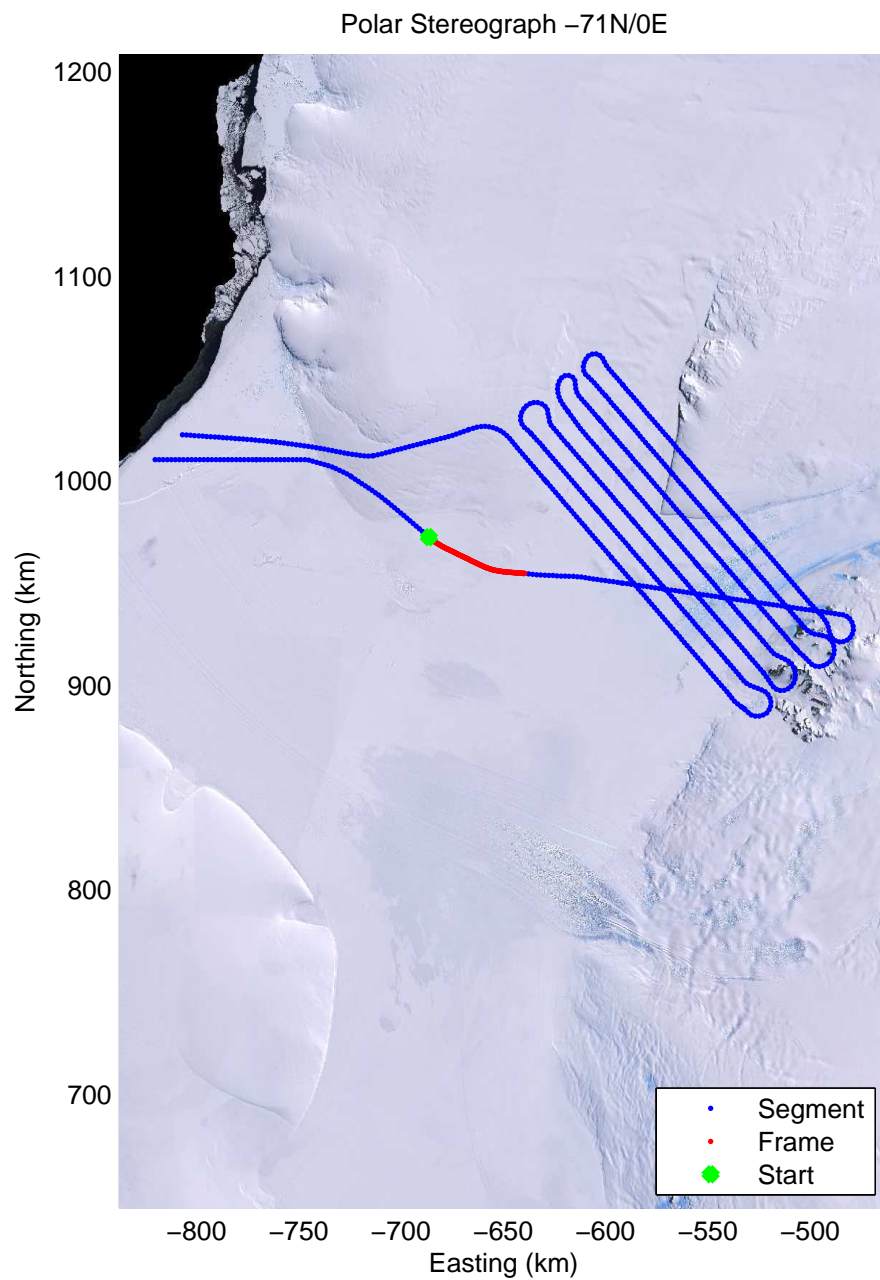 Polar Stereograph −71N/0E
1200
1100
1000
900
800
700
Northing (km)
−800
−750
−700
−650
−600
−550
−500
Easting (km)
Segment
Frame
Start